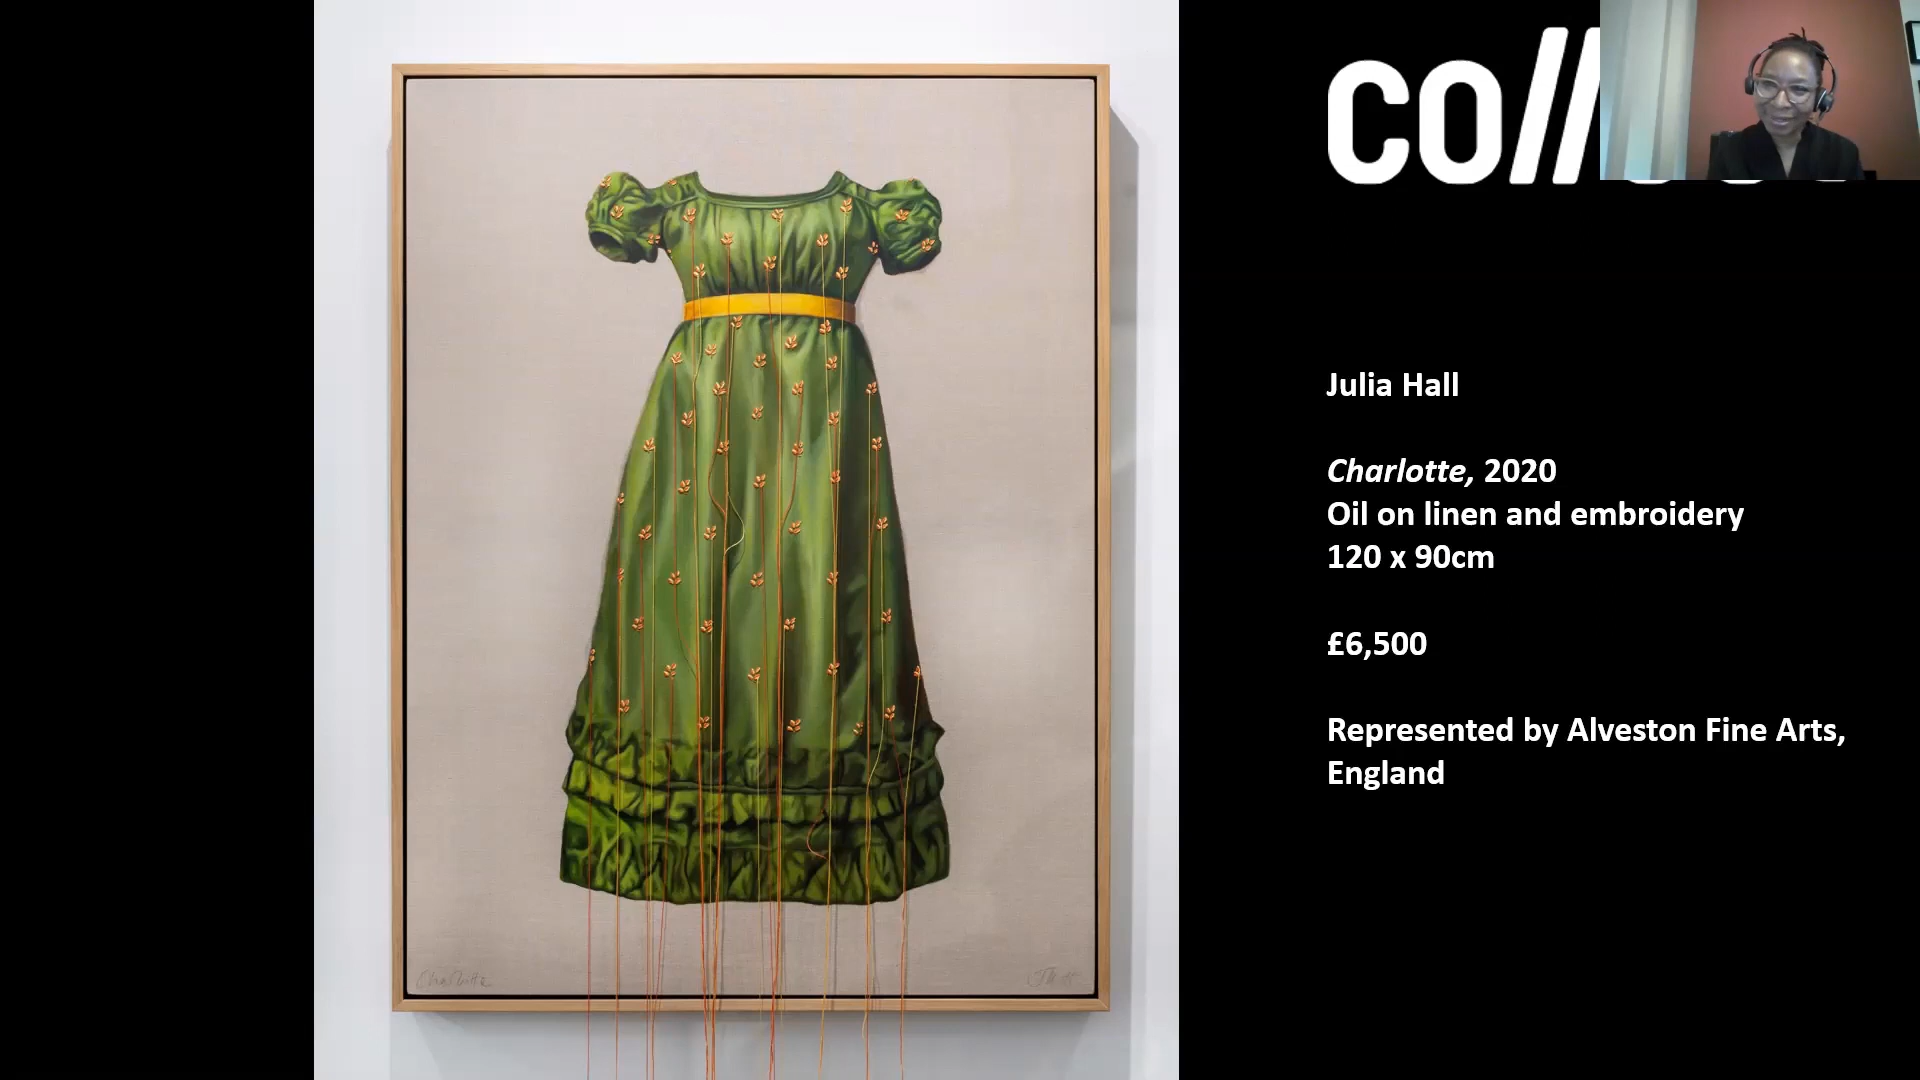 co//
Julia Hall
Charlotte, 2020
Oil on linen and embroidery
120 x 90cm
£6,500
Represented by Alveston Fine Arts,
England
Charlotte